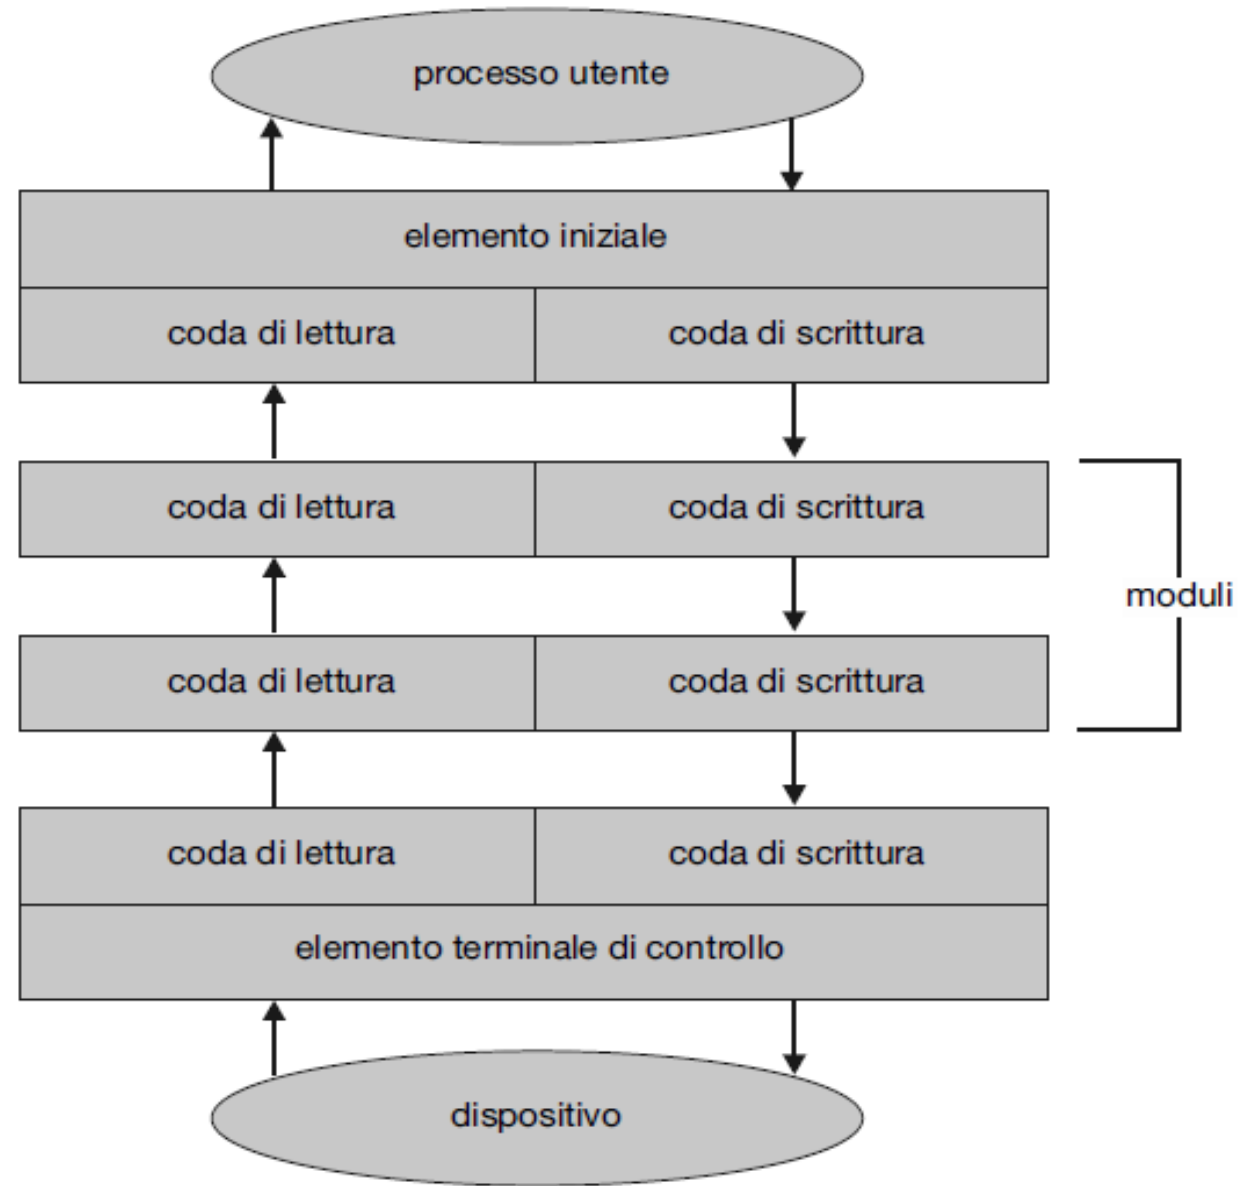 processo utente
elemento iniziale
coda di lettura
coda di scrittura
coda di lettura
coda di scrittura
moduli
coda di lettura
coda di scrittura
coda di lettura
coda di scrittura
elemento terminale di controllo
dispositivo